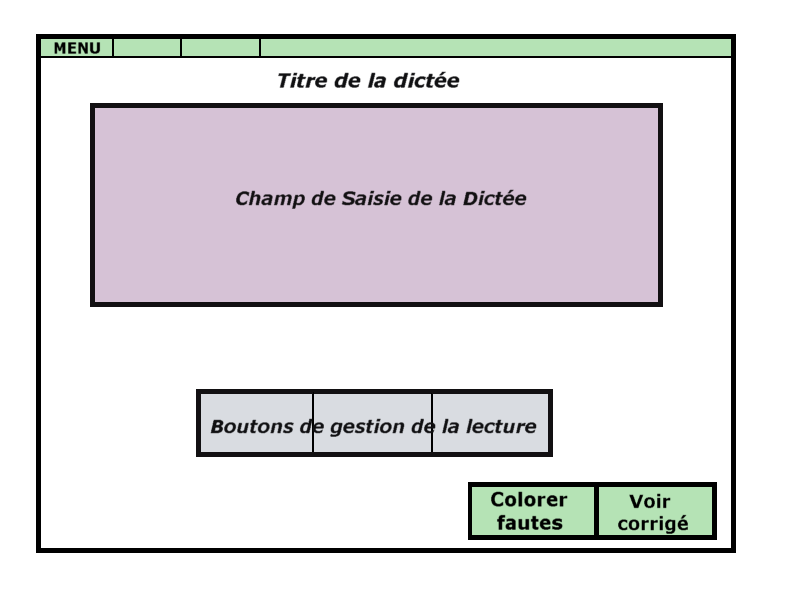 MENU
Titre de la dictée
Champ de Saisie de la Dictée
Boutons de gestion de la lecture
Colorer
fautes
Voir
corrigé